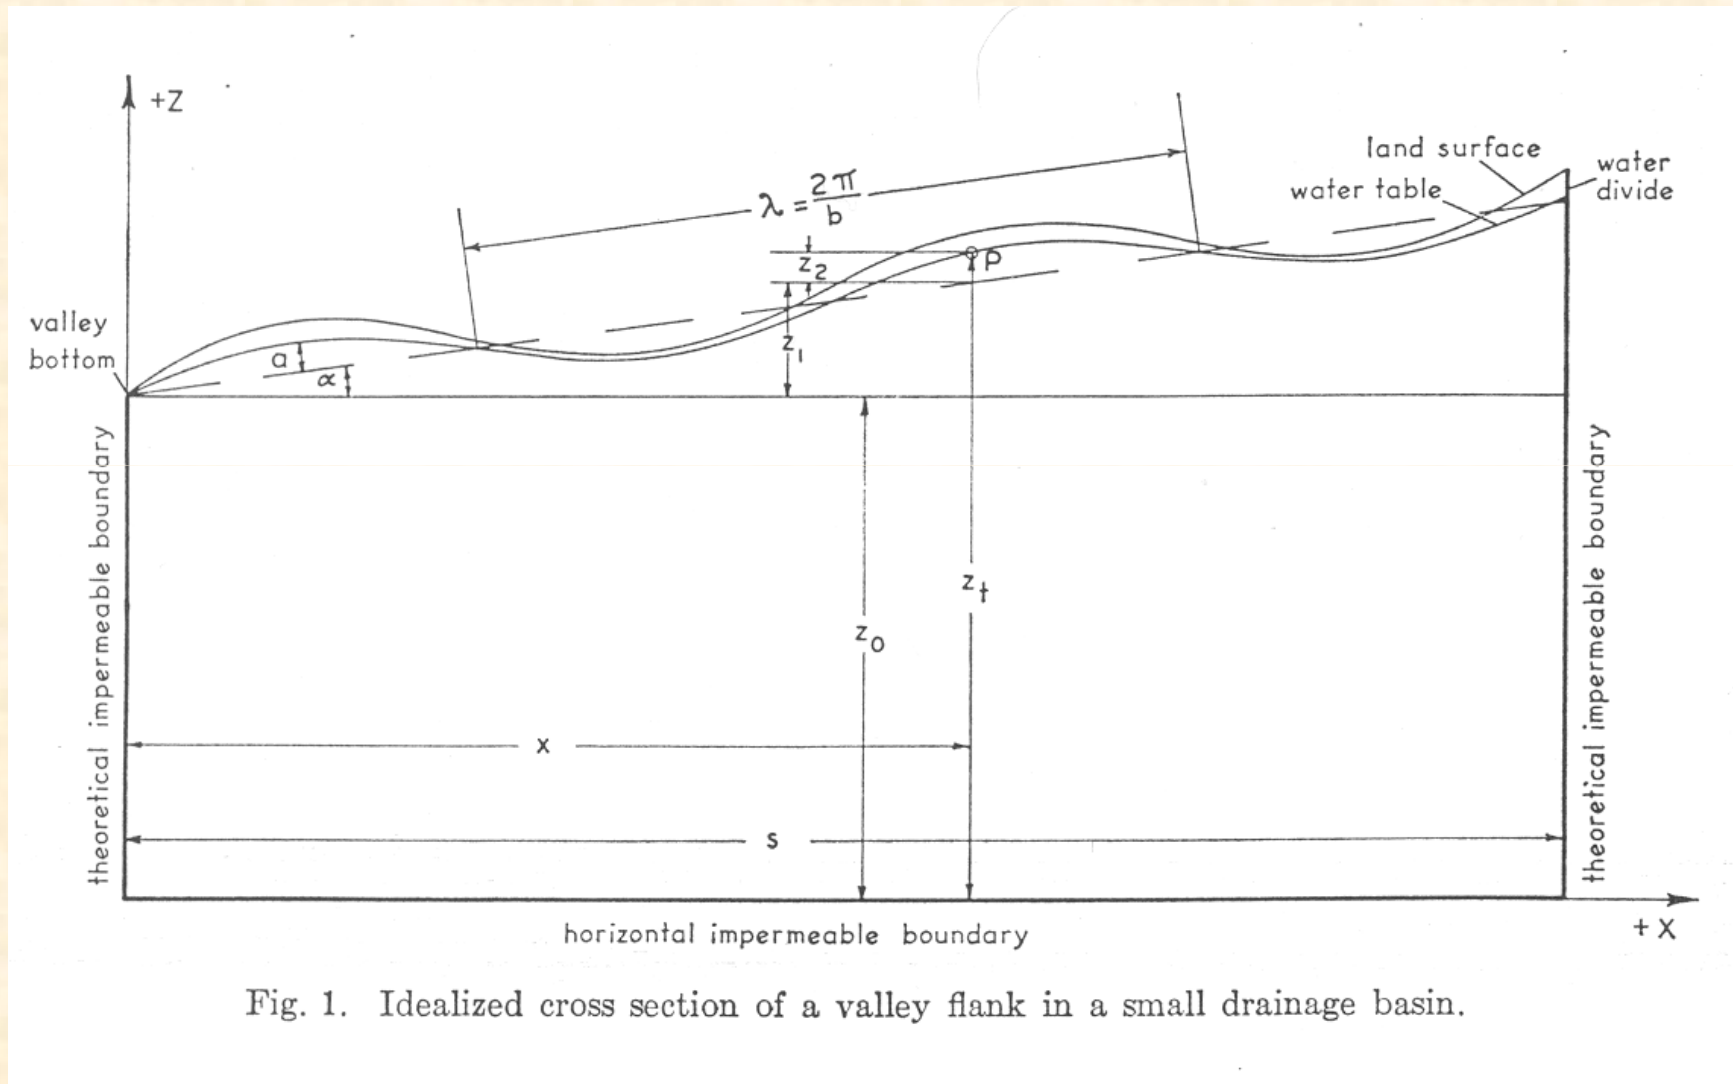 +Z
land surface
water table
water
divide
λ = 2π/b
z₂
P
valley
bottom
a
α
z₁
theoretical impermeable boundary
z₀
z_t
x
s
theoretical impermeable boundary
horizontal impermeable boundary
+ X
Fig. 1. Idealized cross section of a valley flank in a small drainage basin.